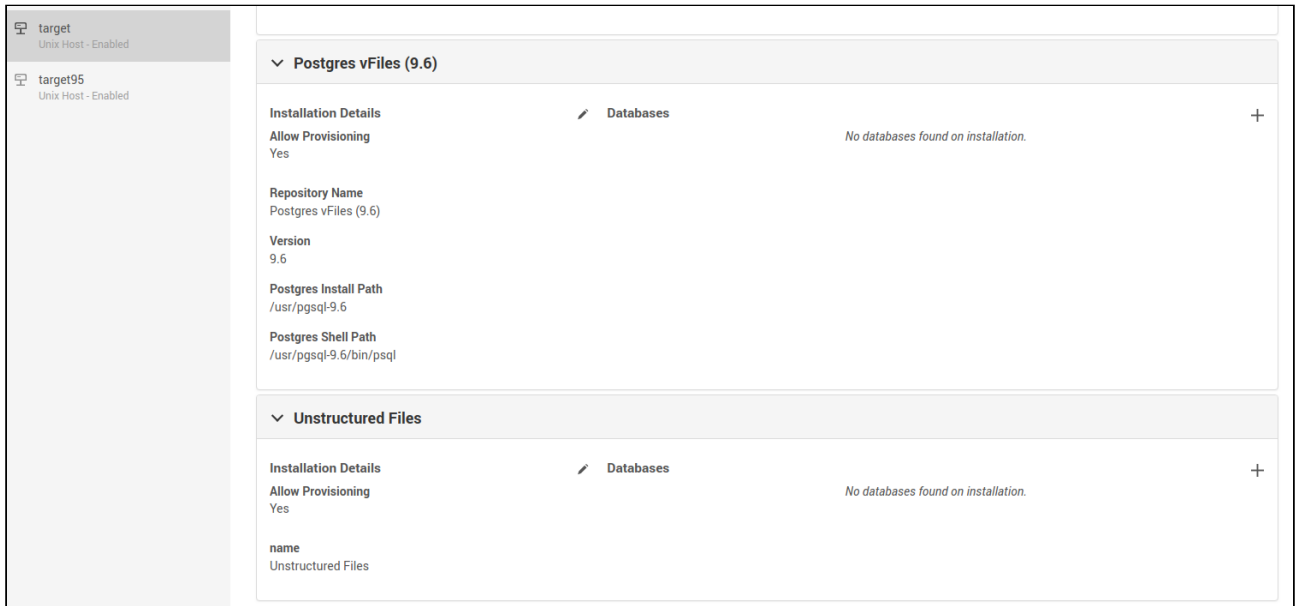 target
Unix Host - Enabled
target95
Unix Host - Enabled
Postgres vFiles (9.6)
Installation Details
Databases
Allow Provisioning
No databases found on installation.
Yes
Repository Name
Postgres vFiles (9.6)
Version
9.6
Postgres Install Path
/usr/pgsql-9.6
Postgres Shell Path
/usr/pgsql-9.6/bin/psql
Unstructured Files
Installation Details
Databases
Allow Provisioning
No databases found on installation.
Yes
name
Unstructured Files